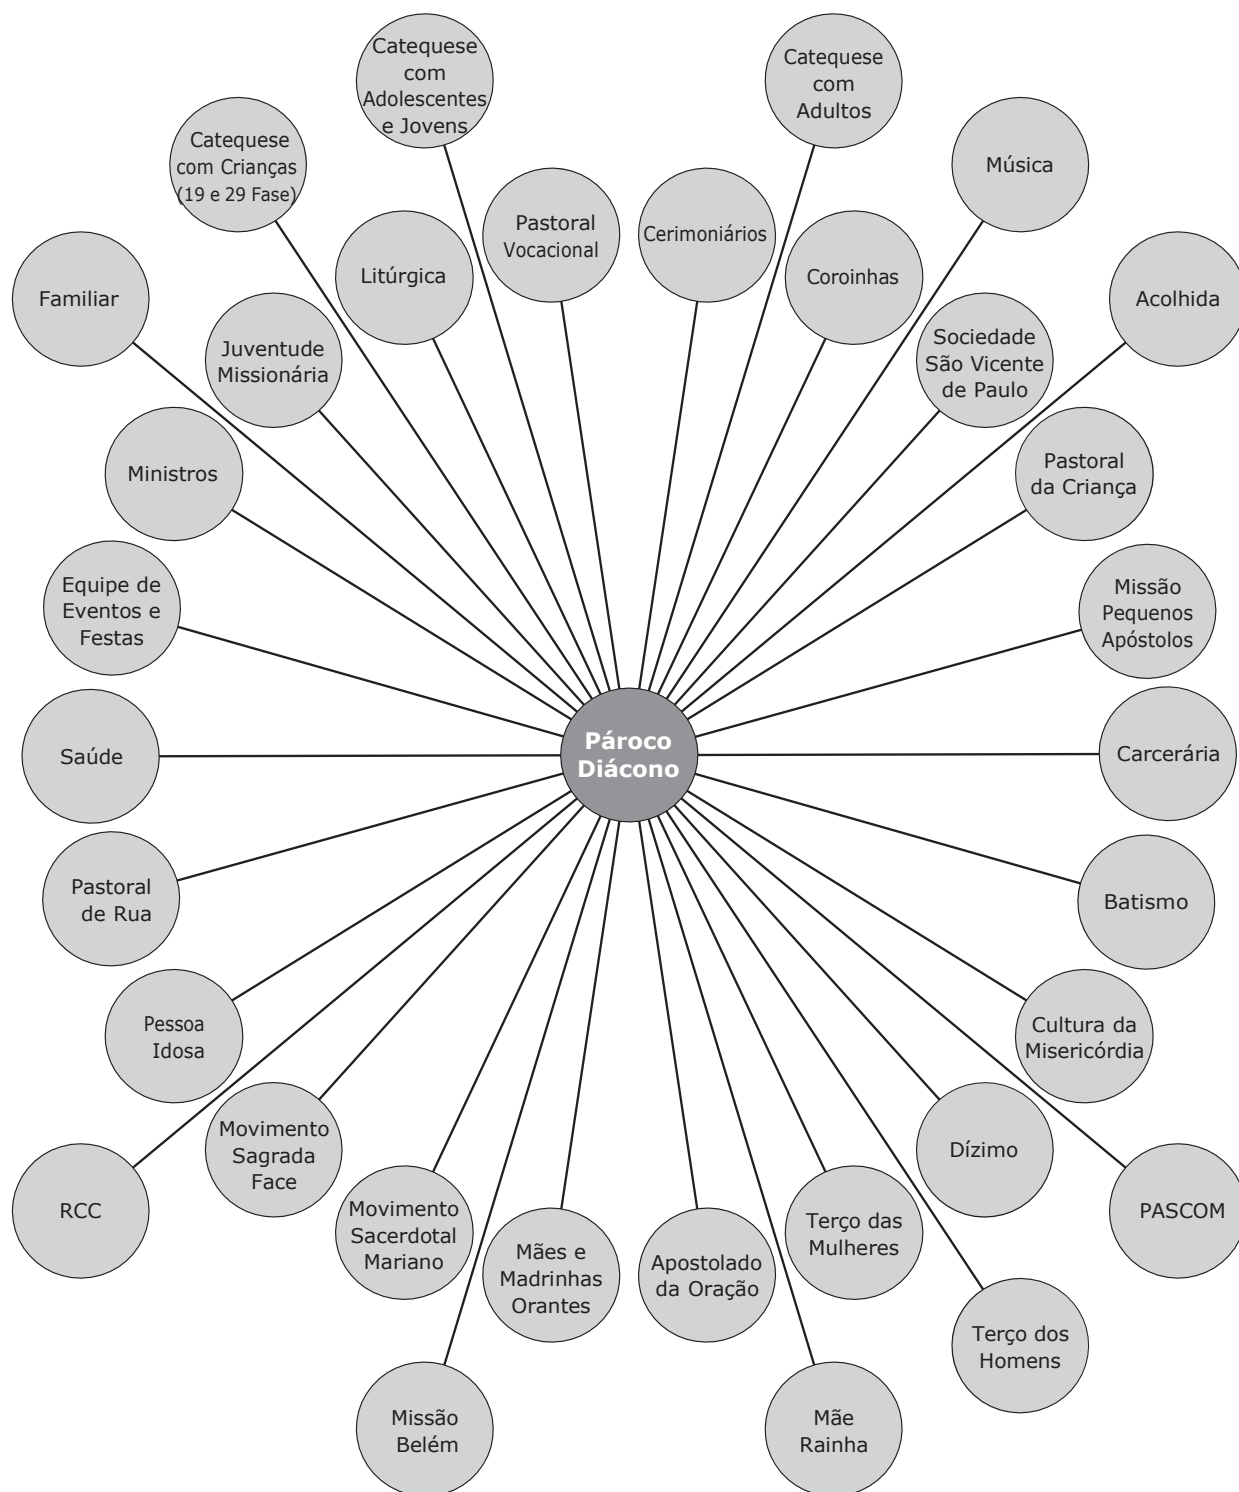 Catequese
com
Adolescentes
e Jovens
Catequese
com
Adultos
Catequese
com Crianças
(19 e 29 Fase)
Música
Pastoral
Vocacional
Cerimoniários
Litúrgica
Coroinhas
Familiar
Acolhida
Juventude
Missionária
Sociedade
São Vicente
de Paulo
Ministros
Pastoral
da Criança
Equipe de
Eventos e
Festas
Missão
Pequenos
Apóstolos
Saúde
Pároco
Diácono
Carcerária
Pastoral
de Rua
Batismo
Pessoa
Idosa
Cultura da
Misericórdia
Movimento
Sagrada
Face
Dízimo
RCC
PASCOM
Movimento
Sacerdotal
Mariano
Mães e
Madrinhas
Orantes
Apostolado
da Oração
Terço das
Mulheres
Terço dos
Homens
Missão
Belém
Mãe
Rainha